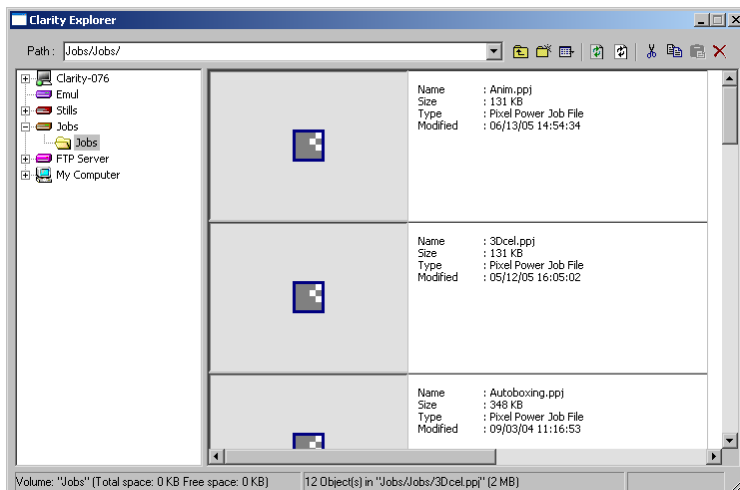 Clarity Explorer
Path : Jobs/Jobs/
Clarity-076
Emul
Stills
Jobs
Jobs
FTP Server
My Computer
Name : Anim.ppj
Size : 131 KB
Type : Pixel Power Job File
Modified : 06/13/05 14:54:34
Name : 3Dcel.ppj
Size : 131 KB
Type : Pixel Power Job File
Modified : 05/12/05 16:05:02
Name : Autoboxing.ppj
Size : 348 KB
Type : Pixel Power Job File
Modified : 09/03/04 11:16:53
Volume: "Jobs" (Total space: 0 KB Free space: 0 KB) 12 Object(s) in "Jobs/Jobs/3Dcel.ppj" (2 MB)